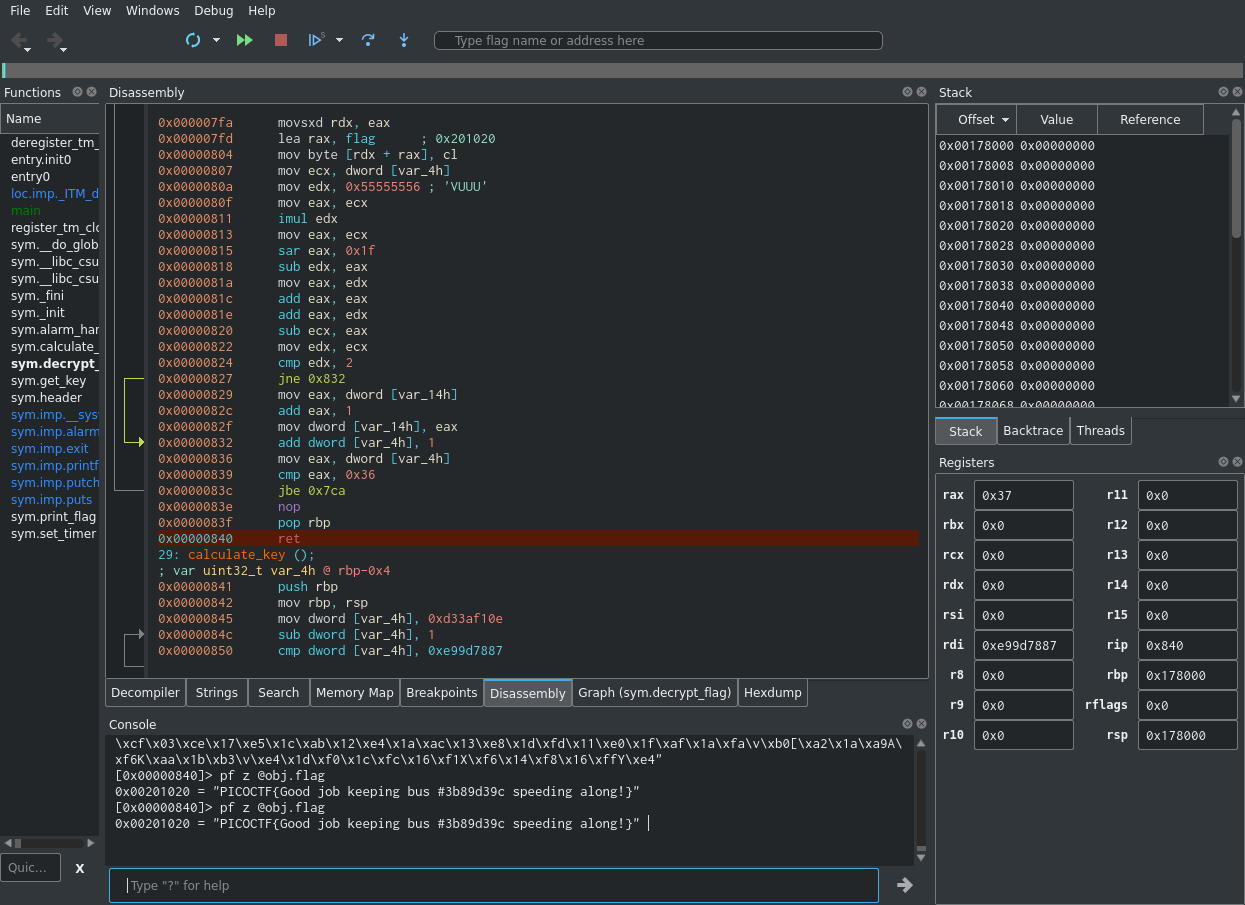 File Edit View Windows Debug Help
Type flag name or address here
Functions
Name
deregister_tm_
entry.init0
entry0
loc.imp._ITM_d
main
register_tm_clo
sym.__do_glob
sym.__libc_csu
sym.__libc_csu
sym._fini
sym._init
sym.alarm_har
sym.calculate_
sym.decrypt_
sym.get_key
sym.header
sym.imp.__sys
sym.imp.alarm
sym.imp.exit
sym.imp.printf
sym.imp.putch
sym.imp.puts
sym.print_flag
sym.set_timer
Quic...
X
Disassembly
0x000007fa movsxd rdx, eax
0x000007fd lea rax, flag ; 0x201020
0x00000804 mov byte [rdx + rax], cl
0x00000807 mov ecx, dword [var_4h]
0x0000080a mov edx, 0x55555556 ; 'VUUU'
0x0000080f mov eax, ecx
0x00000811 imul edx
0x00000813 mov eax, ecx
0x00000815 sar eax, 0x1f
0x00000818 sub edx, eax
0x0000081a mov eax, edx
0x0000081c add eax, eax
0x0000081e add eax, edx
0x00000820 sub ecx, eax
0x00000822 mov edx, ecx
0x00000824 cmp edx, 2
0x00000827 jne 0x832
0x00000829 mov eax, dword [var_14h]
0x0000082c add eax, 1
0x0000082f mov dword [var_14h], eax
0x00000832 add dword [var_4h], 1
0x00000836 mov eax, dword [var_4h]
0x00000839 cmp eax, 0x36
0x0000083c jbe 0x7ca
0x0000083e nop
0x0000083f pop rbp
0x00000840 ret
29: calculate_key ();
; var uint32_t var_4h @ rbp-0x4
0x00000841 push rbp
0x00000842 mov rbp, rsp
0x00000845 mov dword [var_4h], 0xd33af10e
0x0000084c sub dword [var_4h], 1
0x00000850 cmp dword [var_4h], 0xe99d7887
Decompiler Strings Search Memory Map Breakpoints Disassembly Graph (sym.decrypt_flag) Hexdump
Console
\xcf\x03\xce\x17\xe5\x1c\xab\x12\xe4\x1a\xac\x13\xe8\x1d\xfd\x11\xe0\x1f\xaf\x1a\xfa\v\xb0[\xa2\x1a\xa9A\
xf6K\xaa\x1b\xb3\v\xe4\x1d\xf0\x1c\xfc\x16\xf1X\xf6\x14\xf8\x16\xffY\xe4"
[0x00000840]> pf z @obj.flag
0x00201020 = "PICOCTF{Good job keeping bus #3b89d39c speeding along!}"
[0x00000840]> pf z @obj.flag
0x00201020 = "PICOCTF{Good job keeping bus #3b89d39c speeding along!}"
Type "?" for help
Stack
Offset Value Reference
0x00178000 0x00000000
0x00178008 0x00000000
0x00178010 0x00000000
0x00178018 0x00000000
0x00178020 0x00000000
0x00178028 0x00000000
0x00178030 0x00000000
0x00178038 0x00000000
0x00178040 0x00000000
0x00178048 0x00000000
0x00178050 0x00000000
0x00178058 0x00000000
0x00178060 0x00000000
0x00178068 0x00000000
Stack Backtrace Threads
Registers
rax 0x37 r11 0x0
rbx 0x0 r12 0x0
rcx 0x0 r13 0x0
rdx 0x0 r14 0x0
rsi 0x0 r15 0x0
rdi 0xe99d7887 rip 0x840
r8 0x0 rbp 0x178000
r9 0x0 rflags 0x0
r10 0x0 rsp 0x178000